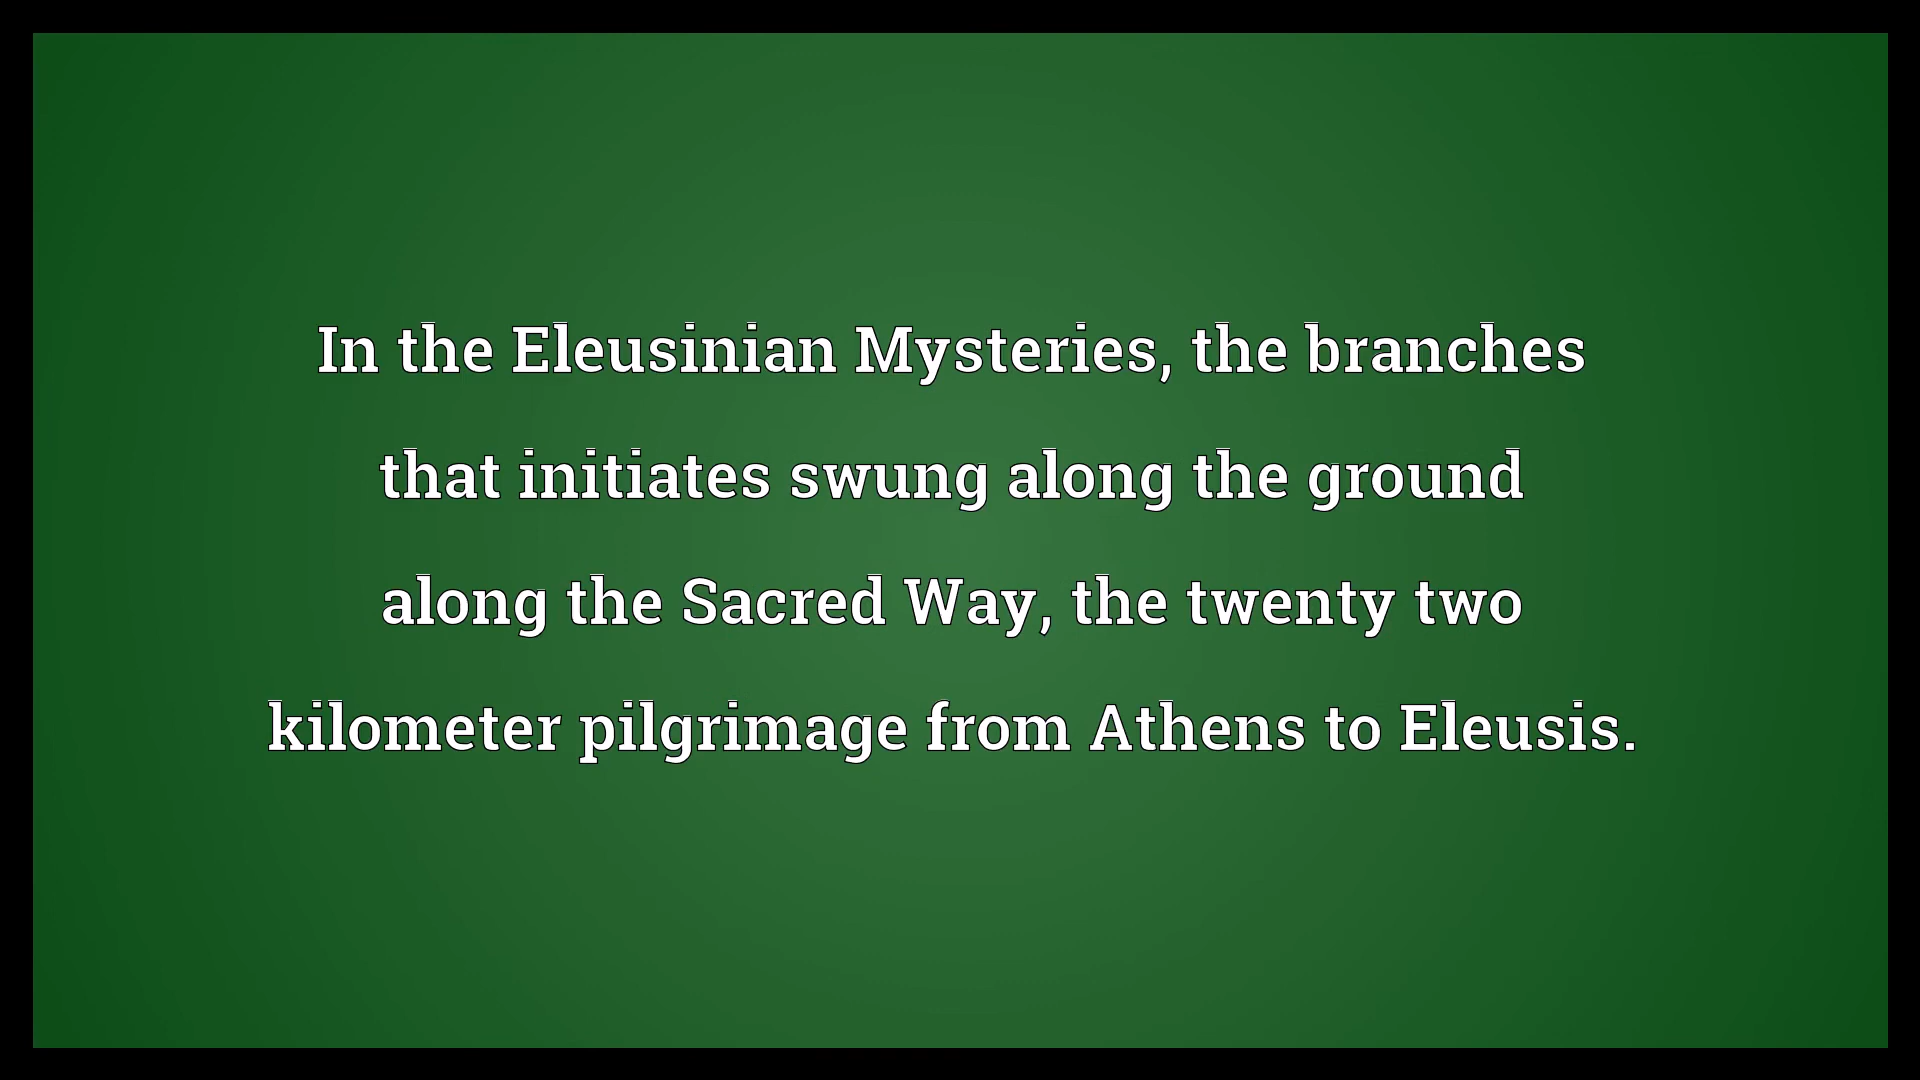 In the Eleusinian Mysteries, the branches
that initiates swung along the ground
along the Sacred Way, the twenty two
kilometer pilgrimage from Athens to Eleusis.